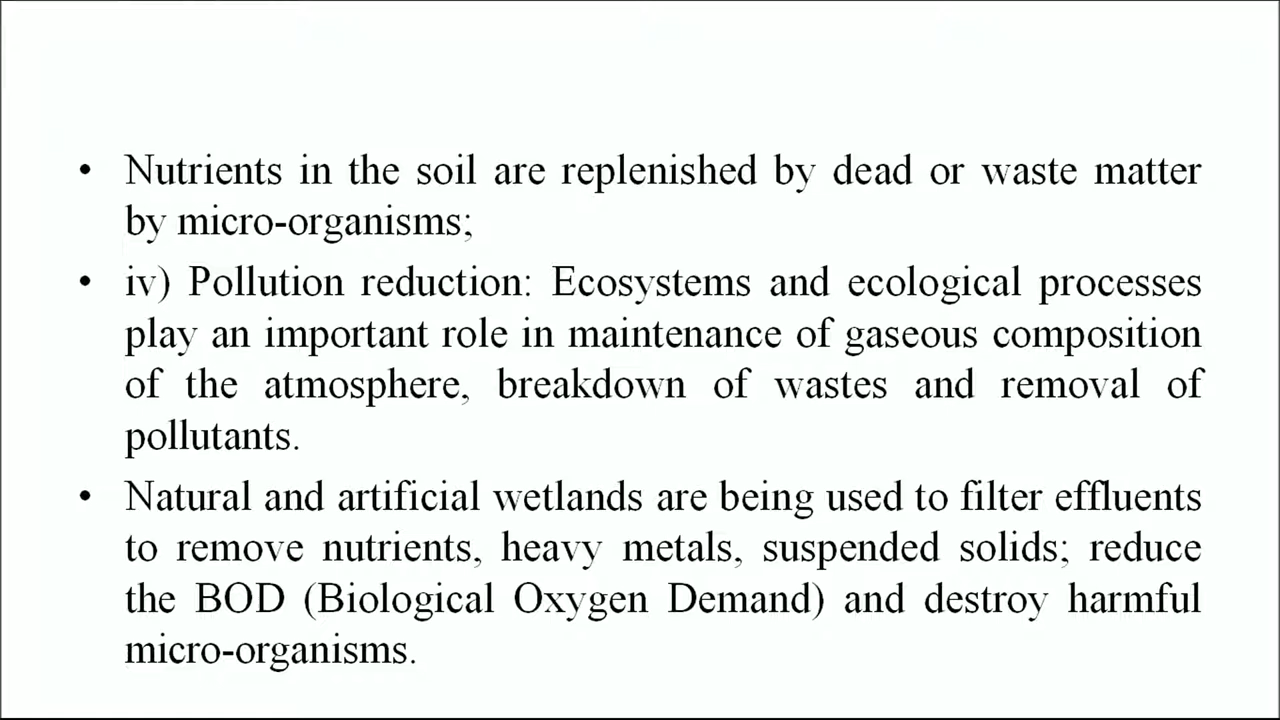 • Nutrients in the soil are replenished by dead or waste matter
by micro-organisms;
• iv) Pollution reduction: Ecosystems and ecological processes
play an important role in maintenance of gaseous composition
of the atmosphere, breakdown of wastes and removal of
pollutants.
• Natural and artificial wetlands are being used to filter effluents
to remove nutrients, heavy metals, suspended solids; reduce
the BOD (Biological Oxygen Demand) and destroy harmful
micro-organisms.